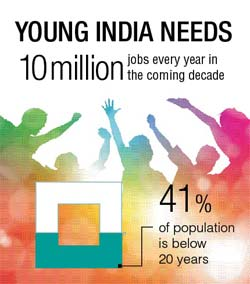 YOUNG INDIA NEEDS
10 million jobs every year in
the coming decade
41%
of population
is below
20 years